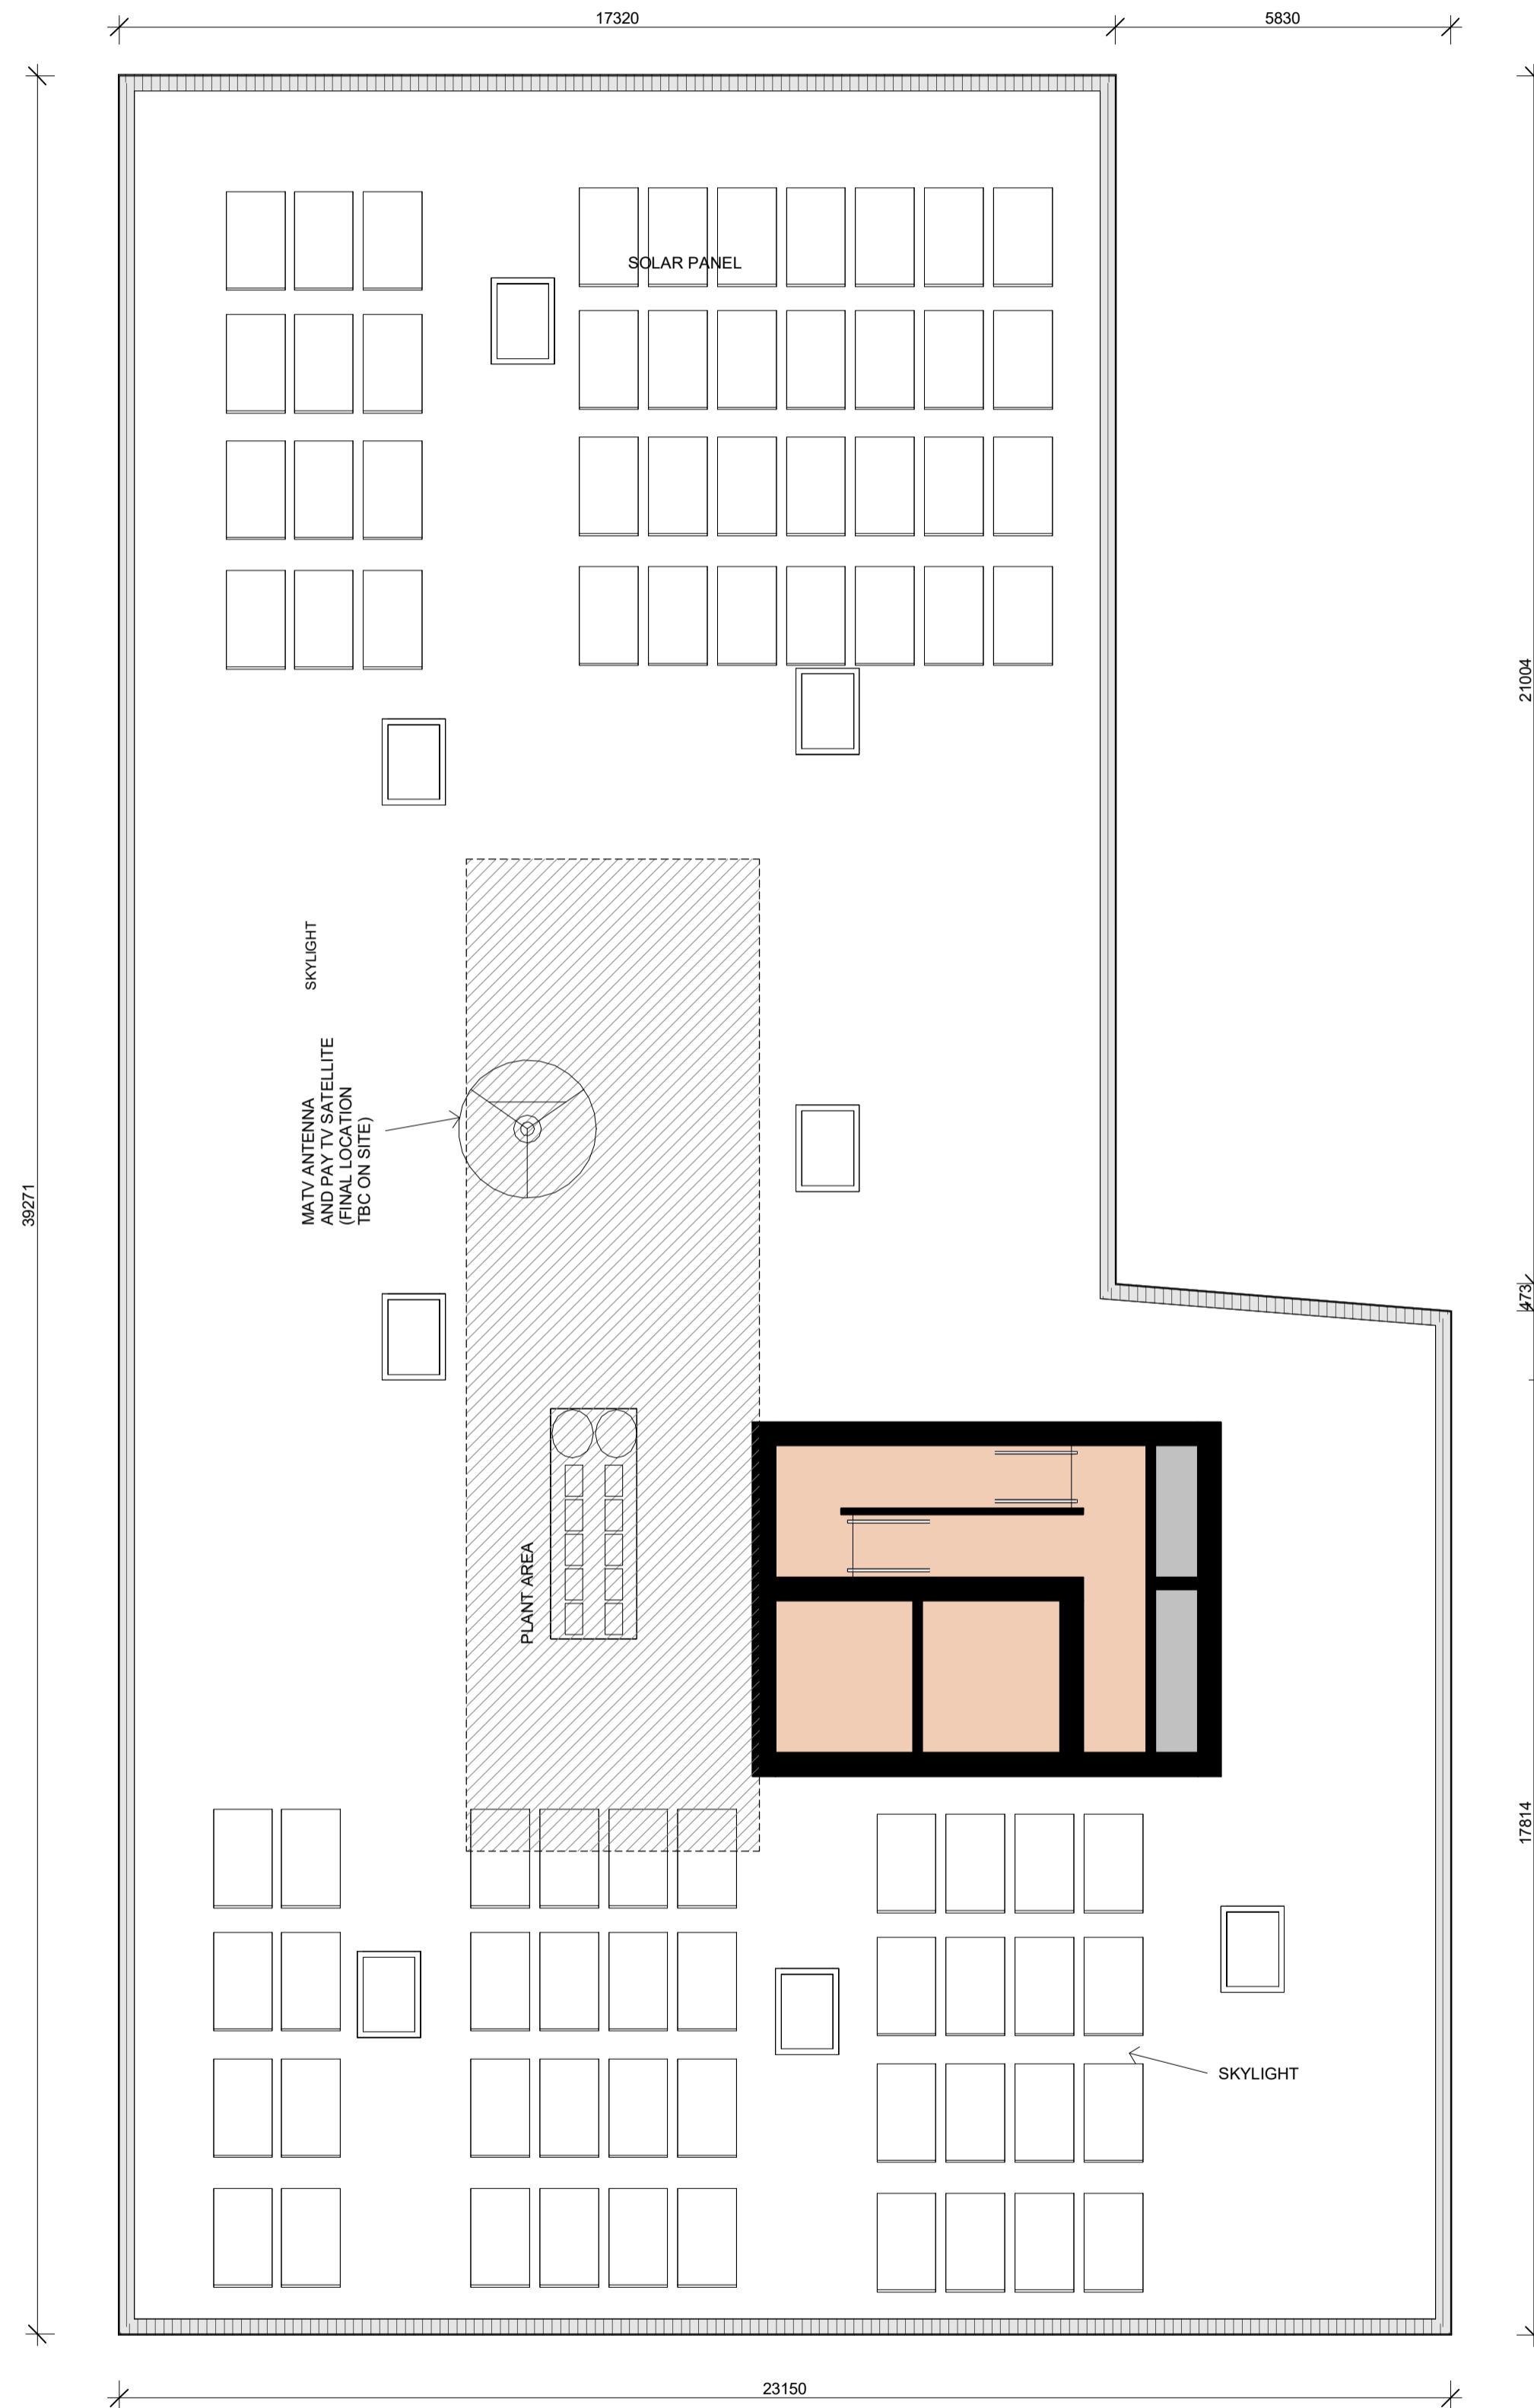 17320
5830
SOLAR PANEL
21004
SKYLIGHT
MATV ANTENNA
AND PAY TV SATELLITE
(FINAL LOCATION
TBC ON SITE)
39271
473
PLANT AREA
17814
SKYLIGHT
23150